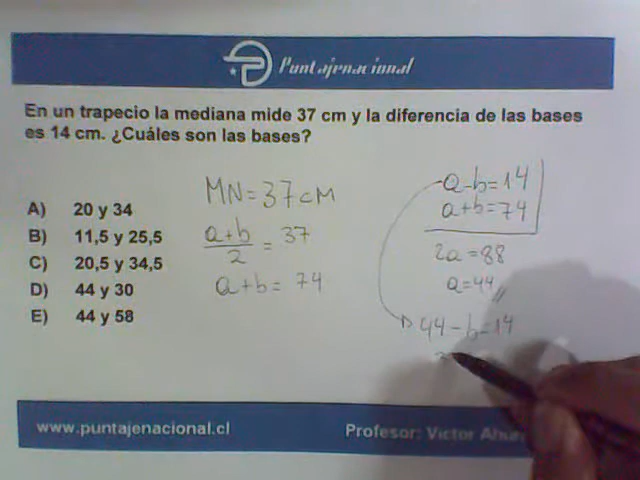 Puntajenacional
En un trapecio la mediana mide 37 cm y la diferencia de las bases
es 14 cm. ¿Cuáles son las bases?
A) 20 y 34
B) 11,5 y 25,5
C) 20,5 y 34,5
D) 44 y 30
E) 44 y 58
MN = 37 cm
a+b/2 = 37
a+b = 74
a-b=14
a+b=74
2a=88
a=44
44-b=14
www.puntajenacional.cl
Profesor: Victor